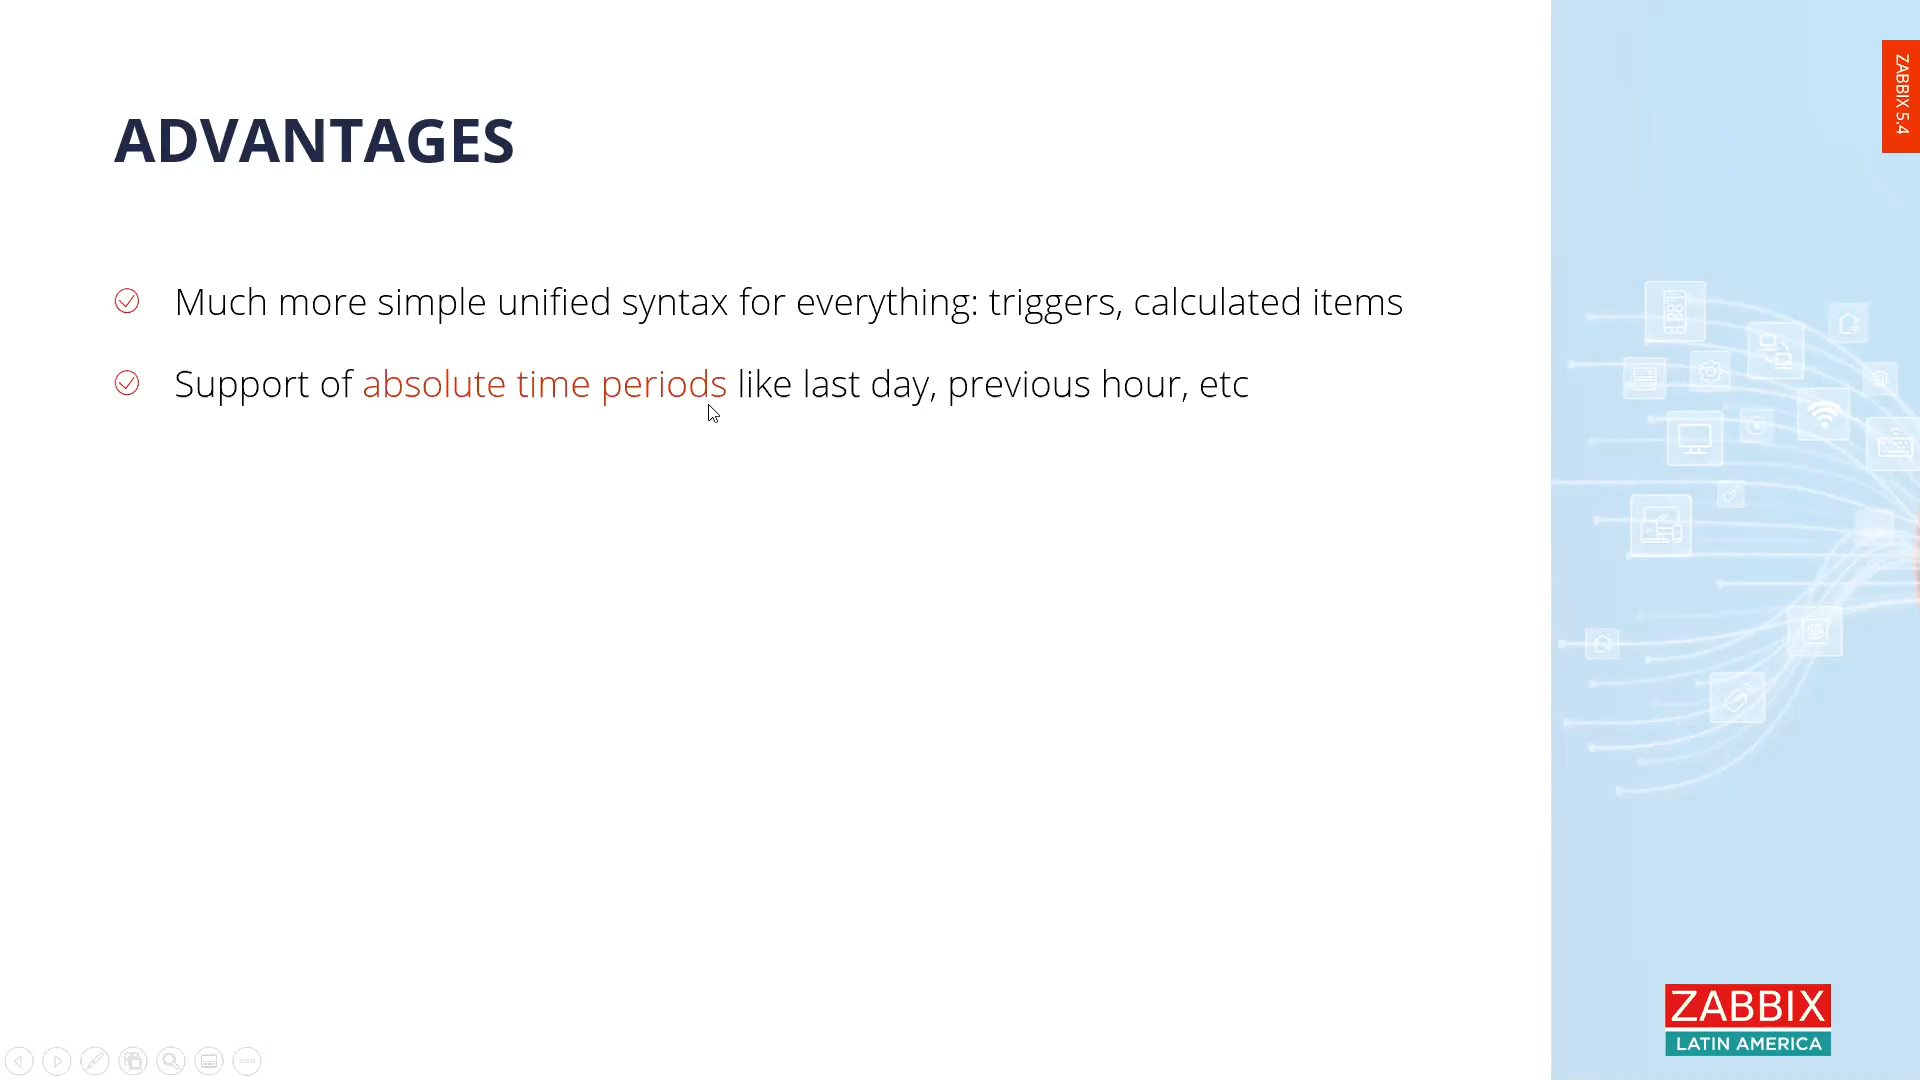 ZABBIX 5.4
ADVANTAGES
Much more simple unified syntax for everything: triggers, calculated items
Support of absolute time periods like last day, previous hour, etc
ZABBIX
LATIN AMERICA